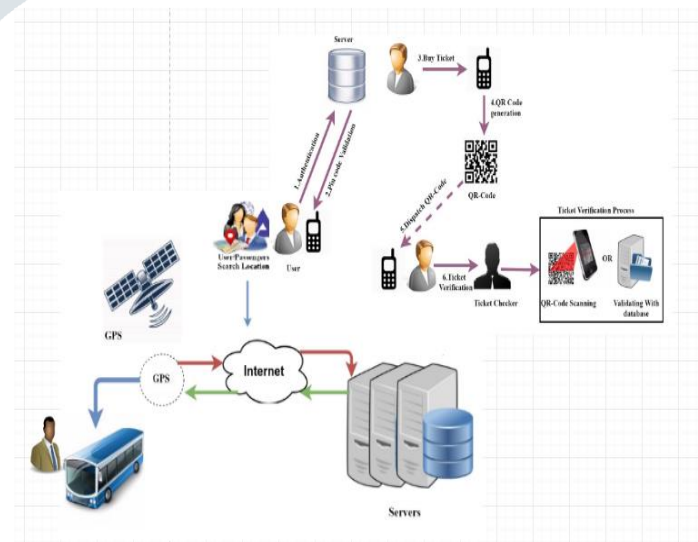 Server
3.Buy Ticket
4.QR Code
generation
1.Authentication
2.Pin code Validation
QR-Code
5.Dispatch QR-Code
User/Passengers
Search Location
User
6.Ticket
Verification
Ticket Checker
Ticket Verification Process
OR
QR-Code Scanning
Validating With
database
GPS
GPS
Internet
Servers